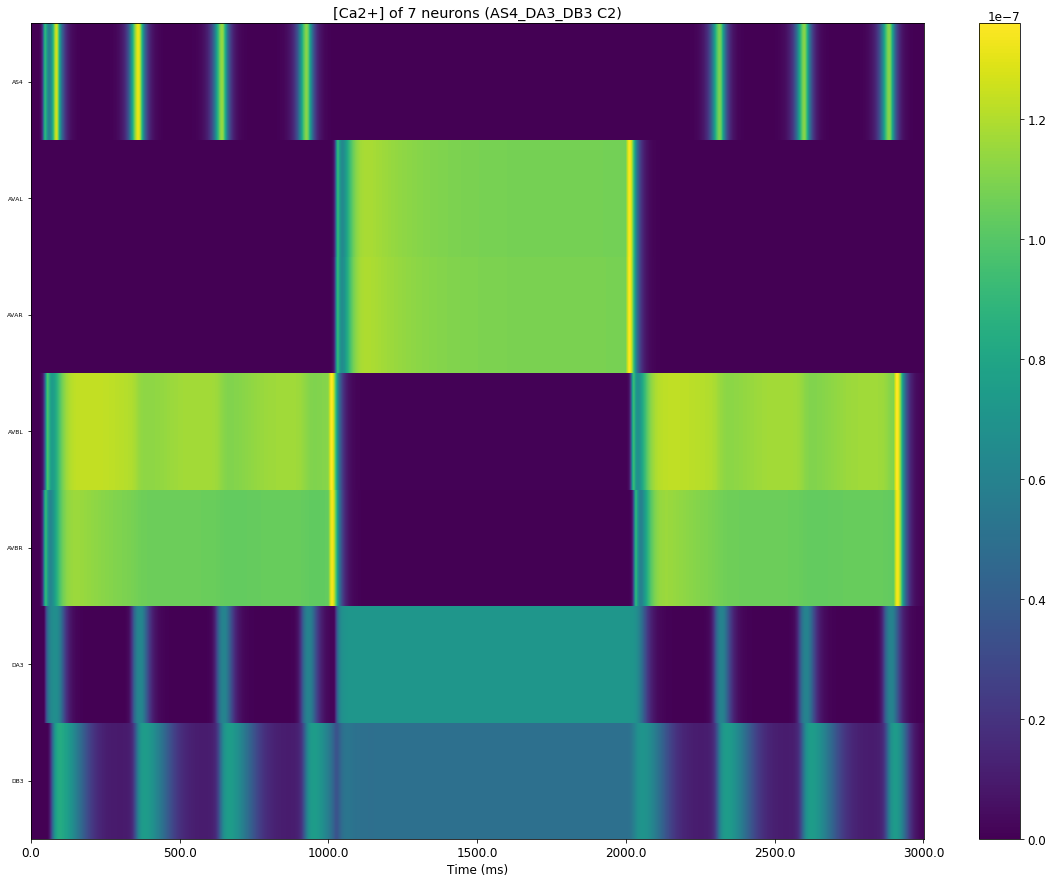 [Ca2+] of 7 neurons (AS4_DA3_DB3 C2)
1e−7
AS4
AVAL
AVAR
AVBL
AVBR
DA3
DB3
0.0 500.0 1000.0 1500.0 2000.0 2500.0 3000.0
Time (ms)
1.2
1.0
0.8
0.6
0.4
0.2
0.0